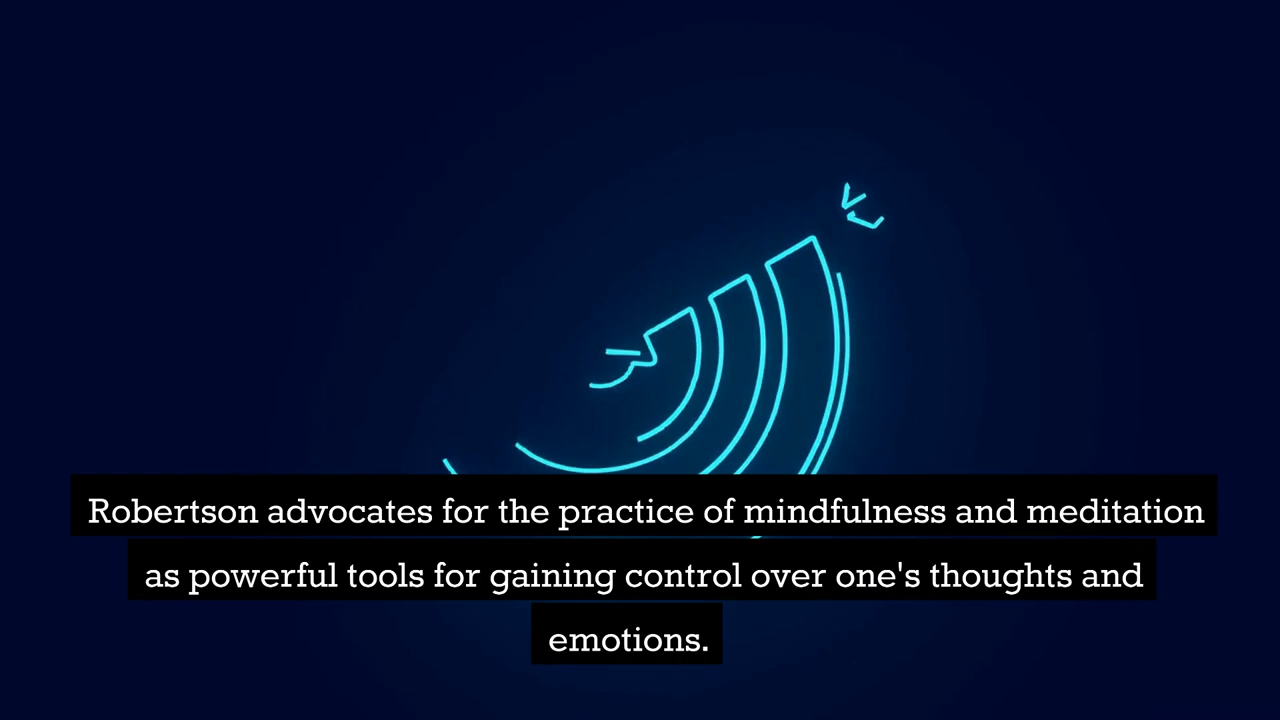 Robertson advocates for the practice of mindfulness and meditation
as powerful tools for gaining control over one's thoughts and
emotions.